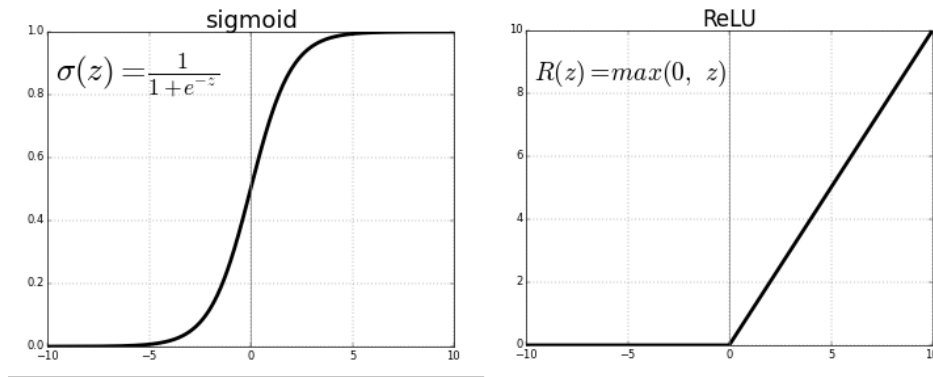 sigmoid
σ(z) = 1/(1+e^{-z})
1.0
0.8
0.6
0.4
0.2
0.0
−10 −5 0 5 10
ReLU
R(z) = max(0, z)
10
8
6
4
2
0
−10 −5 0 5 10